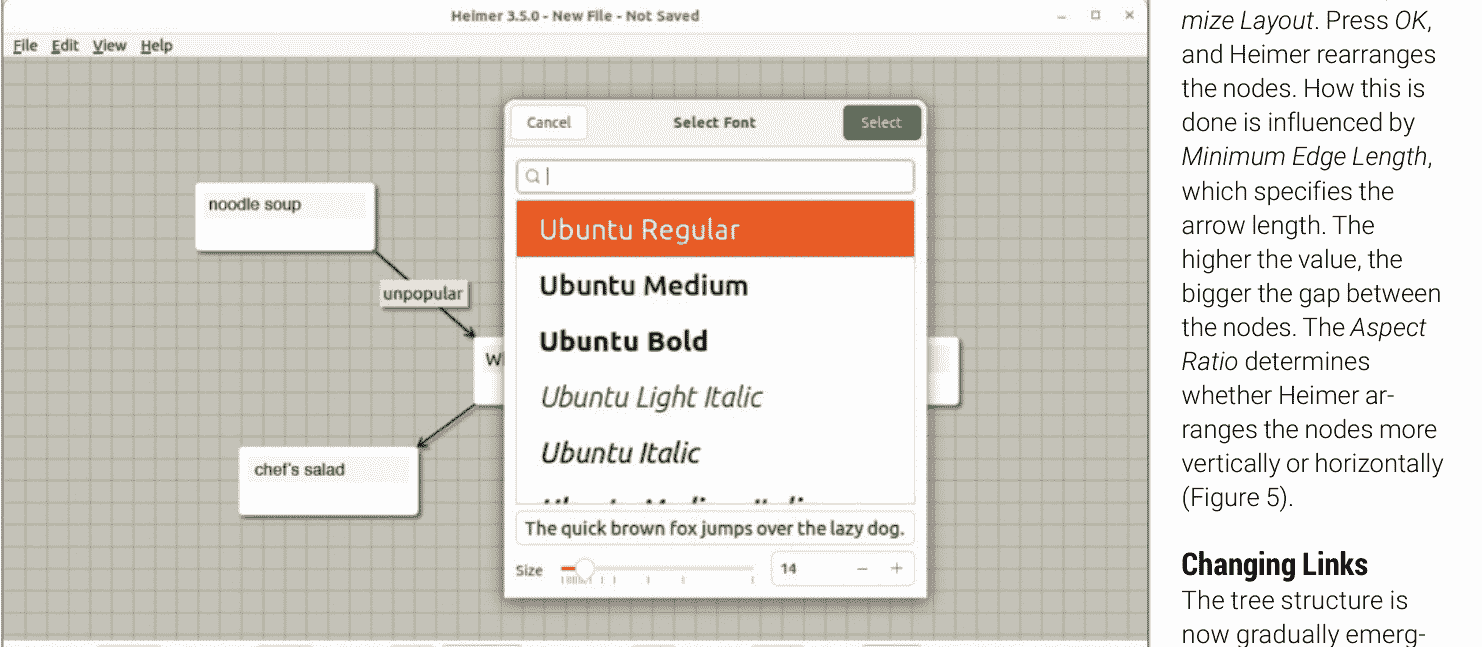 Heimer 3.5.0 - New File - Not Saved
File Edit View Help
Cancel Select Font Select
noodle soup
unpopular
W
chef's salad
Ubuntu Regular
Ubuntu Medium
Ubuntu Bold
Ubuntu Light Italic
Ubuntu Italic
The quick brown fox jumps over the lazy dog.
Size 14 − +
mize Layout. Press OK,
and Heimer rearranges
the nodes. How this is
done is influenced by
Minimum Edge Length,
which specifies the
arrow length. The
higher the value, the
bigger the gap between
the nodes. The Aspect
Ratio determines
whether Heimer ar-
ranges the nodes more
vertically or horizontally
(Figure 5).
Changing Links
The tree structure is
now gradually emerg-